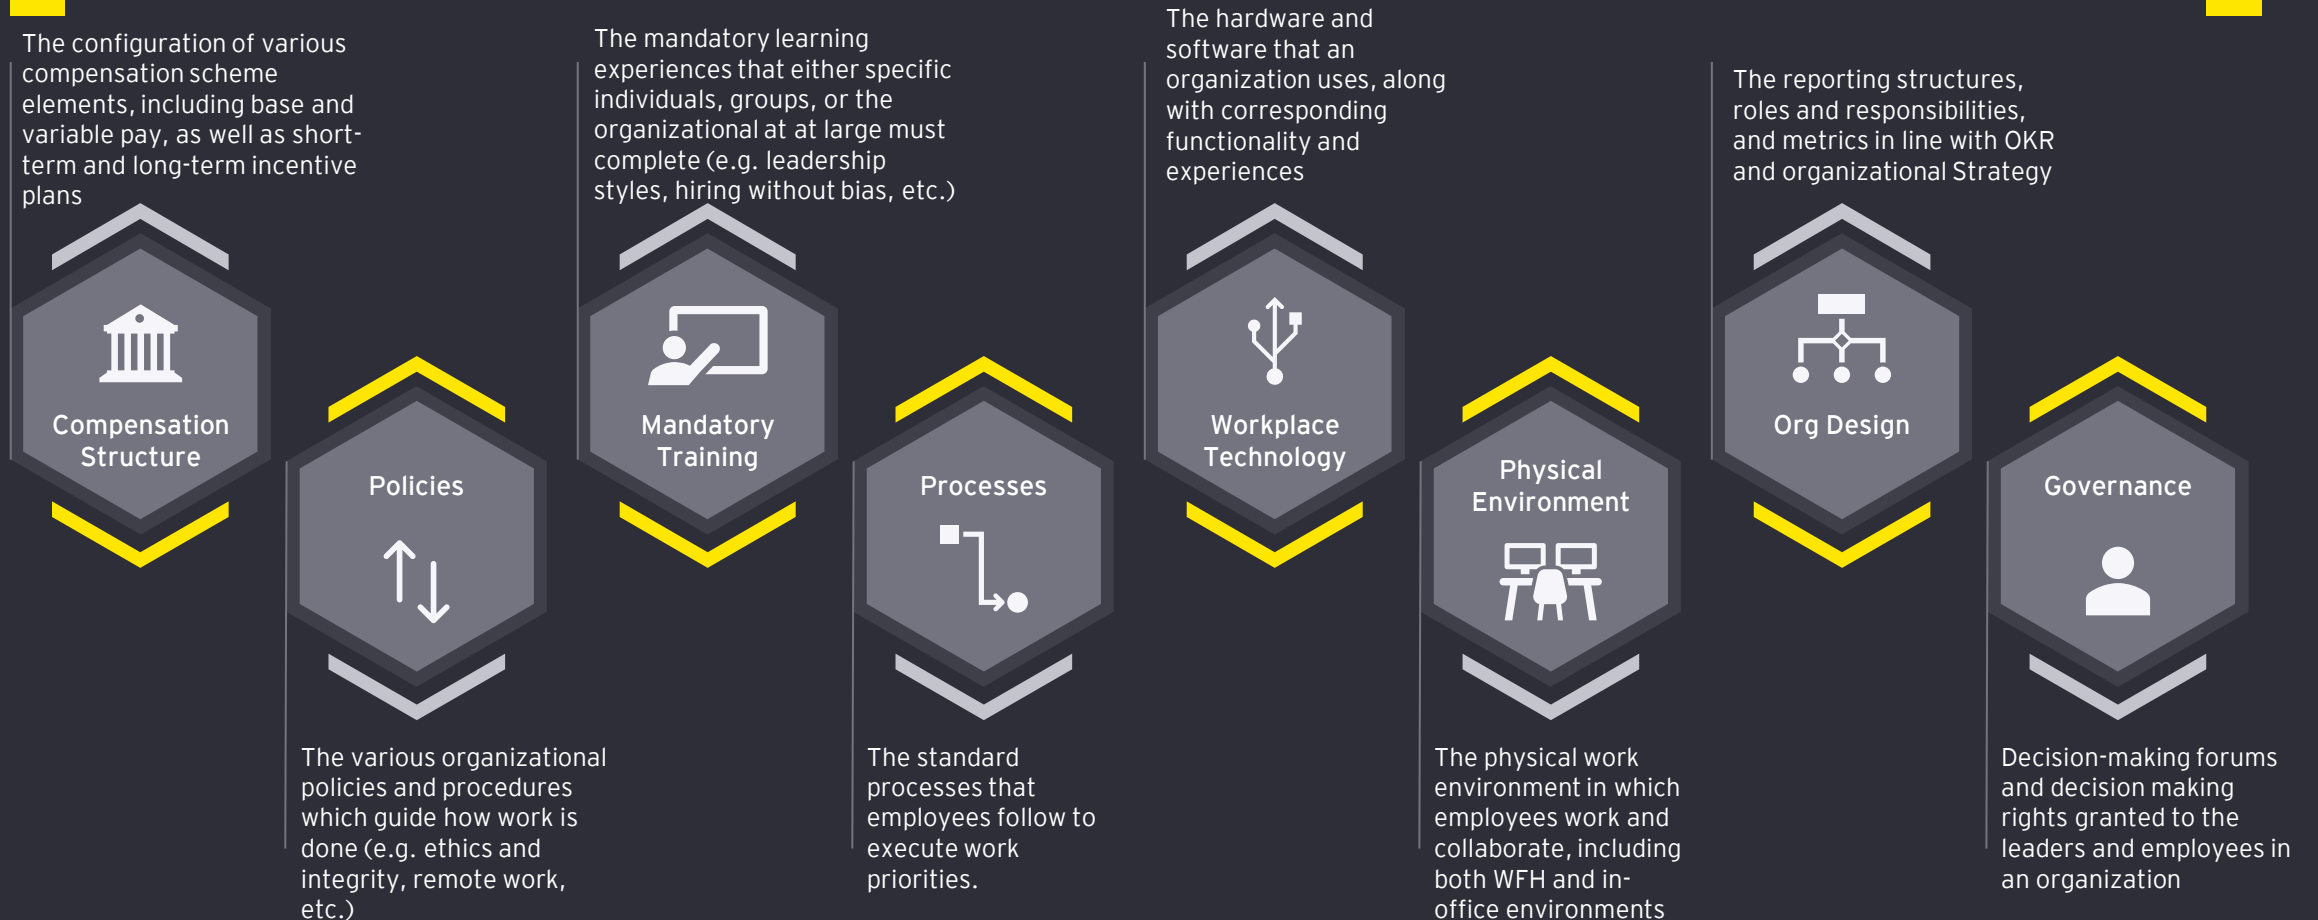 The configuration of various
compensation scheme
elements, including base and
variable pay, as well as short-
term and long-term incentive
plans
Compensation
Structure
Policies
The various organizational
policies and procedures
which guide how work is
done (e.g. ethics and
integrity, remote work,
etc.)
The mandatory learning
experiences that either specific
individuals, groups, or the
organizational at at large must
complete (e.g. leadership
styles, hiring without bias, etc.)
Mandatory
Training
Processes
The standard
processes that
employees follow to
execute work
priorities.
The hardware and
software that an
organization uses, along
with corresponding
functionality and
experiences
Workplace
Technology
Physical
Environment
The physical work
environment in which
employees work and
collaborate, including
both WFH and in-
office environments
The reporting structures,
roles and responsibilities,
and metrics in line with OKR
and organizational Strategy
Org Design
Governance
Decision-making forums
and decision making
rights granted to the
leaders and employees in
an organization